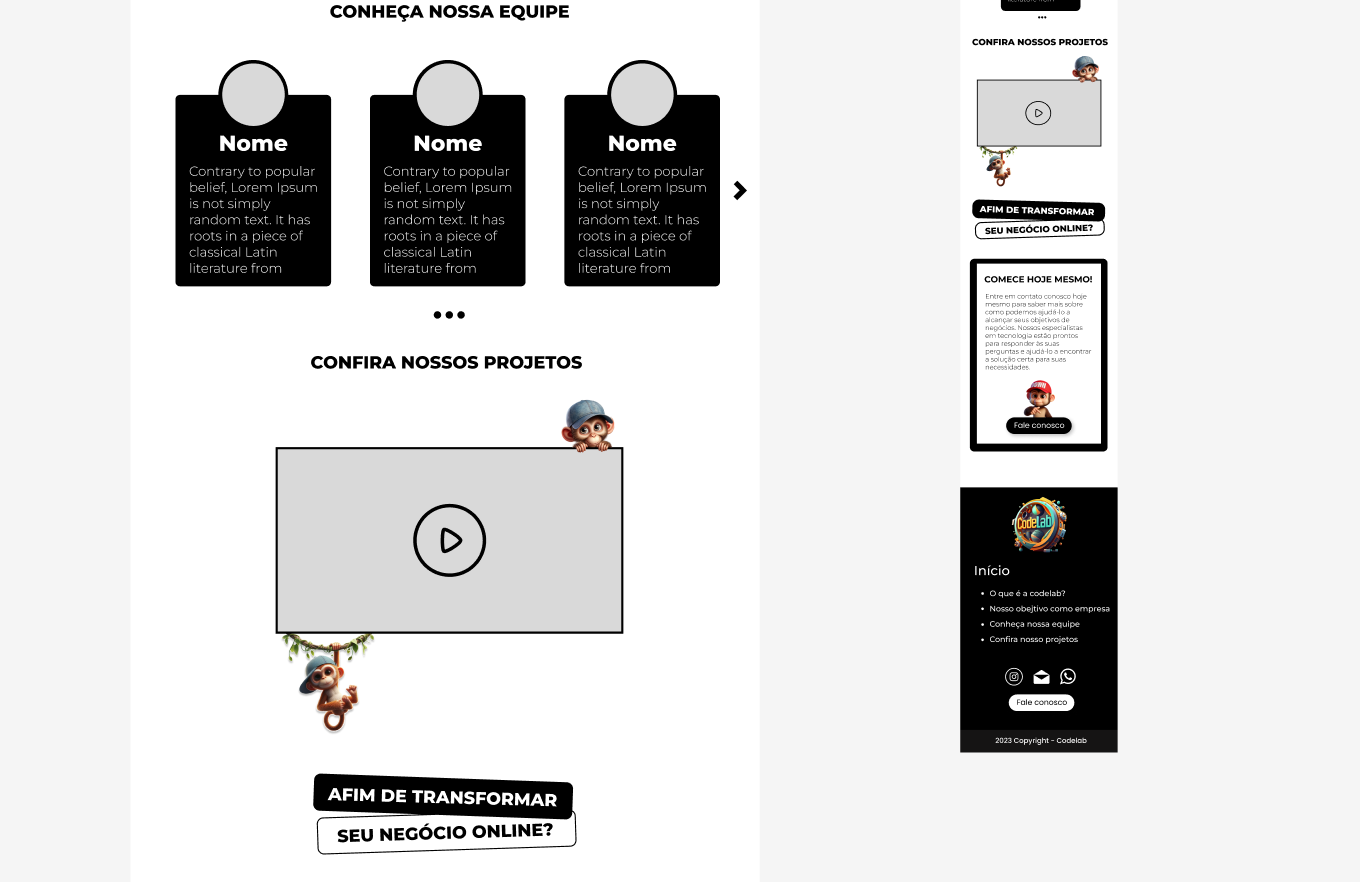 CONHEÇA NOSSA EQUIPE
Nome
Contrary to popular
belief, Lorem Ipsum
is not simply
random text. It has
roots in a piece of
classical Latin
literature from
Nome
Contrary to popular
belief, Lorem Ipsum
is not simply
random text. It has
roots in a piece of
classical Latin
literature from
Nome
Contrary to popular
belief, Lorem Ipsum
is not simply
random text. It has
roots in a piece of
classical Latin
literature from
CONFIRA NOSSOS PROJETOS
AFIM DE TRANSFORMAR
SEU NEGÓCIO ONLINE?
CONFIRA NOSSOS PROJETOS
AFIM DE TRANSFORMAR
SEU NEGÓCIO ONLINE?
COMECE HOJE MESMO!
Entre em contato conosco hoje
mesmo para saber mais sobre
como podemos ajudá-lo a
alcançar seus objetivos de
negócios. Nossos especialistas
em tecnologia estão prontos
para responder às suas
perguntas e ajudá-lo a encontrar
a solução certa para suas
necessidades.
Fale conosco
CodeLab
Início
O que é a codelab?
Nosso obejtivo como empresa
Conheça nossa equipe
Confira nosso projetos
Fale conosco
2023 Copyright - Codelab